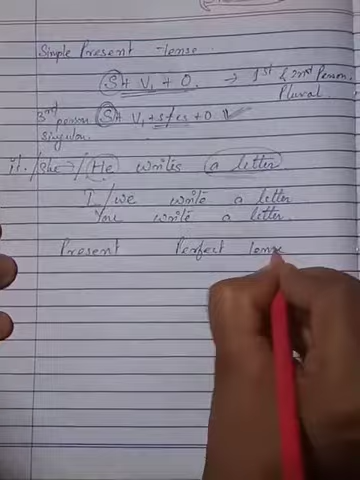 Simple Present tense.
S + V1 + O. → 1st & 2nd Person.
Plural.
3rd person S + V1 + s/es + O
Singular.
it. / She / He writes a letter
I / we write a letter
You write a letter.
Present Perfect tense